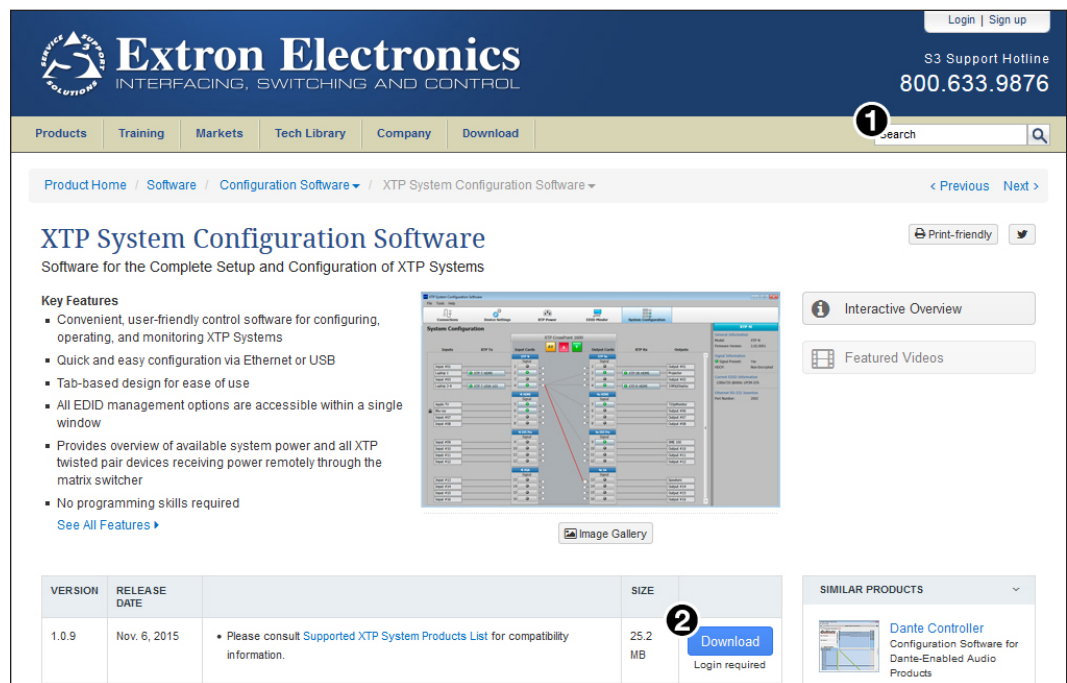 Login | Sign up
SERVICE SUPPORT SOLUTIONS
S3
Extron Electronics
INTERFACING, SWITCHING AND CONTROL
S3 Support Hotline
800.633.9876
Products Training Markets Tech Library Company Download
1
Search
Product Home / Software / Configuration Software / XTP System Configuration Software
< Previous Next >
XTP System Configuration Software
Print-friendly
Software for the Complete Setup and Configuration of XTP Systems
Key Features
Convenient, user-friendly control software for configuring,
operating, and monitoring XTP Systems
Quick and easy configuration via Ethernet or USB
Tab-based design for ease of use
All EDID management options are accessible within a single
window
Provides overview of available system power and all XTP
twisted pair devices receiving power remotely through the
matrix switcher
No programming skills required
See All Features
System Configuration
Image Gallery
Interactive Overview
Featured Videos
VERSION RELEASE DATE SIZE
1.0.9 Nov. 6, 2015 • Please consult Supported XTP System Products List for compatibility
information.
25.2
MB
2
Download
Login required
SIMILAR PRODUCTS
Dante Controller
Configuration Software for
Dante-Enabled Audio
Products